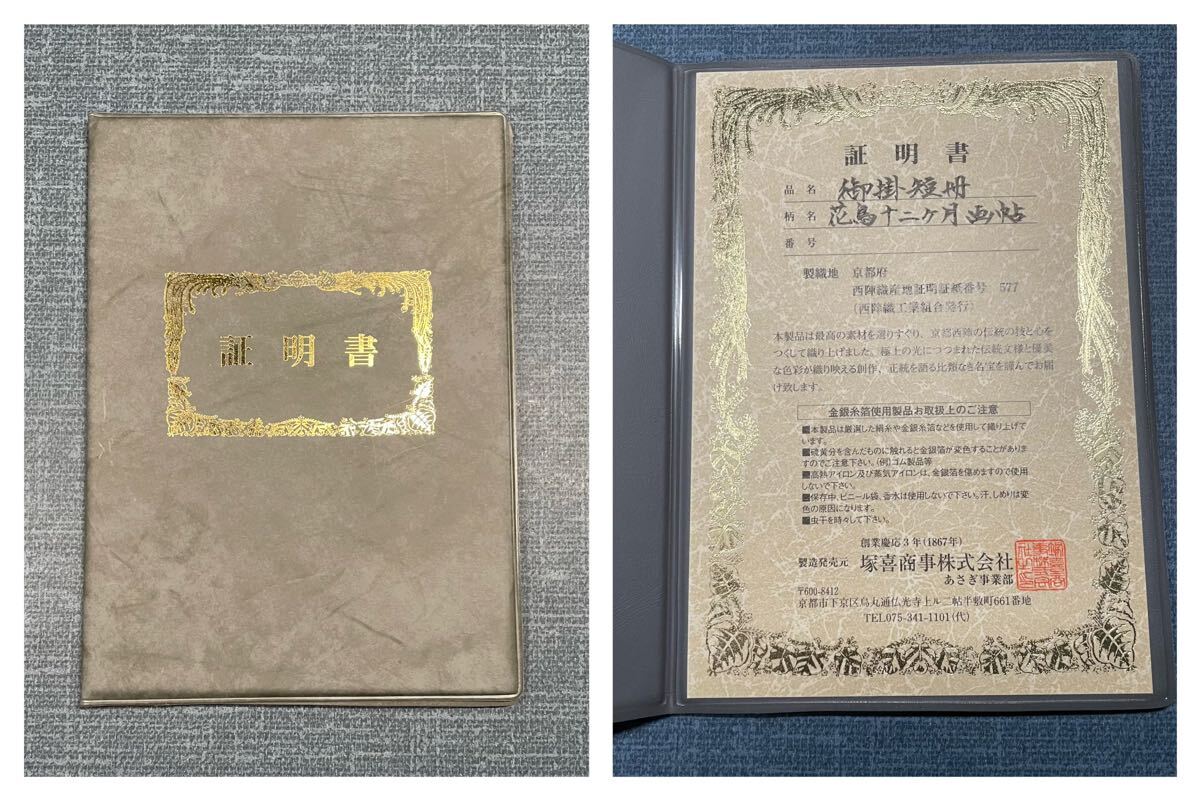 証明書
証明書
品名 御掛短冊
柄名 花鳥十二ヶ月画帖
番号
製織地 京都府
西陣織産地証明証紙番号 577
(西陣織工業組合発行)
本製品は最高の素材を選りすぐり、京都西陣の伝統の技と心を
つくして織り上げました。極上の光につつまれた伝統文様と優美
な色彩が織り映える創作、正統を語る比類なき名宝を謹んでお届
け致します。
金銀糸箔使用製品お取扱上のご注意
■本製品は厳選した絹糸や金銀糸箔などを使用して織り上げて
います。
■硫黄分を含んだものに触れると金銀箔が変色することがありま
すのでご注意下さい。(例)ゴム製品等
■高熱アイロン及び蒸気アイロンは、金銀箔を傷めますので使用
しないで下さい。
■保存中、ビニール袋、香水は使用しないで下さい。汗、しめりは変
色の原因になります。
■虫干を時々して下さい。
創業慶応3年(1867年)
製造発売元 塚喜商事株式会社
あさぎ事業部
〒600-8412
京都市下京区烏丸通仏光寺上ル二帖半敷町661番地
TEL075-341-1101(代)